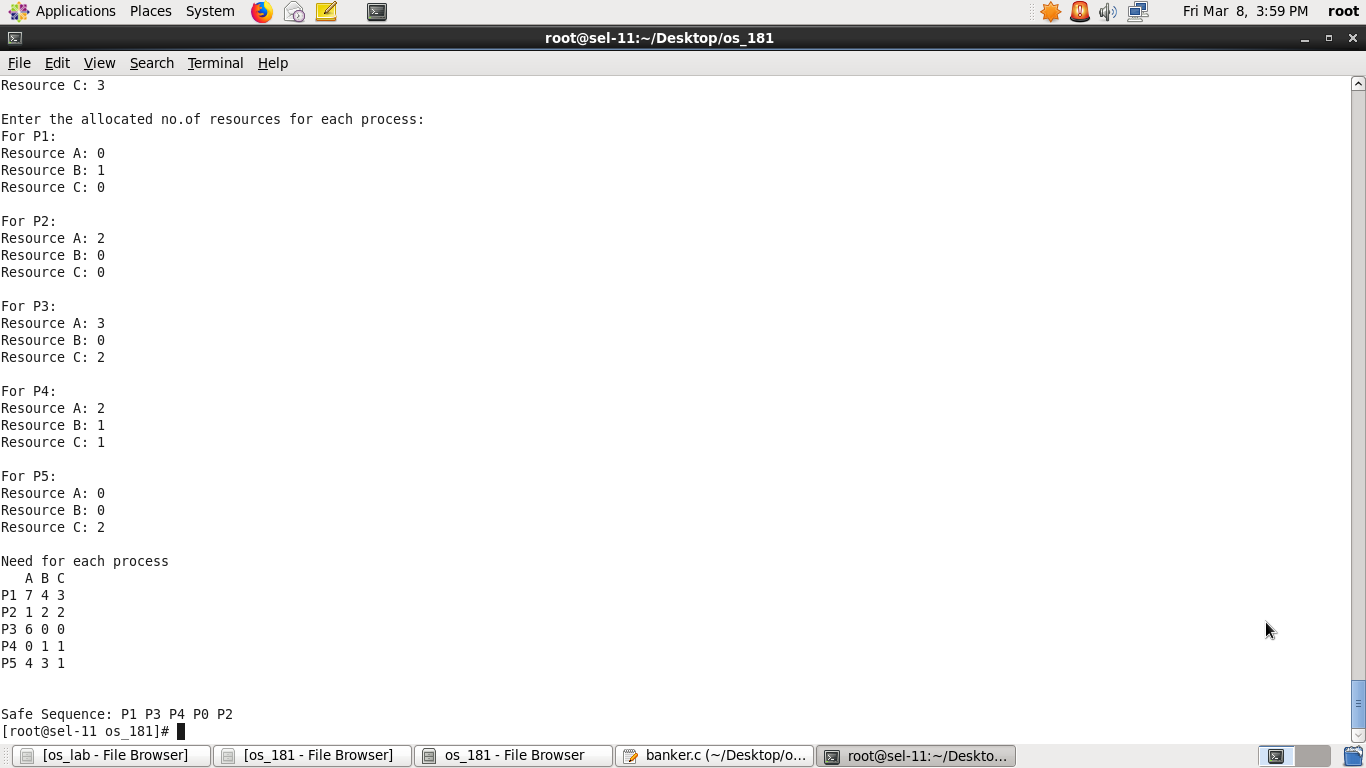 Applications Places System Fri Mar 8, 3:59 PM root
root@sel-11:~/Desktop/os_181
File Edit View Search Terminal Help
Resource C: 3
Enter the allocated no.of resources for each process:
For P1:
Resource A: 0
Resource B: 1
Resource C: 0
For P2:
Resource A: 2
Resource B: 0
Resource C: 0
For P3:
Resource A: 3
Resource B: 0
Resource C: 2
For P4:
Resource A: 2
Resource B: 1
Resource C: 1
For P5:
Resource A: 0
Resource B: 0
Resource C: 2
Need for each process
A B C
P1 7 4 3
P2 1 2 2
P3 6 0 0
P4 0 1 1
P5 4 3 1
Safe Sequence: P1 P3 P4 P0 P2
[root@sel-11 os_181]#
[os_lab - File Browser] [os_181 - File Browser] os_181 - File Browser banker.c (~/Desktop/o... root@sel-11:~/Deskto...